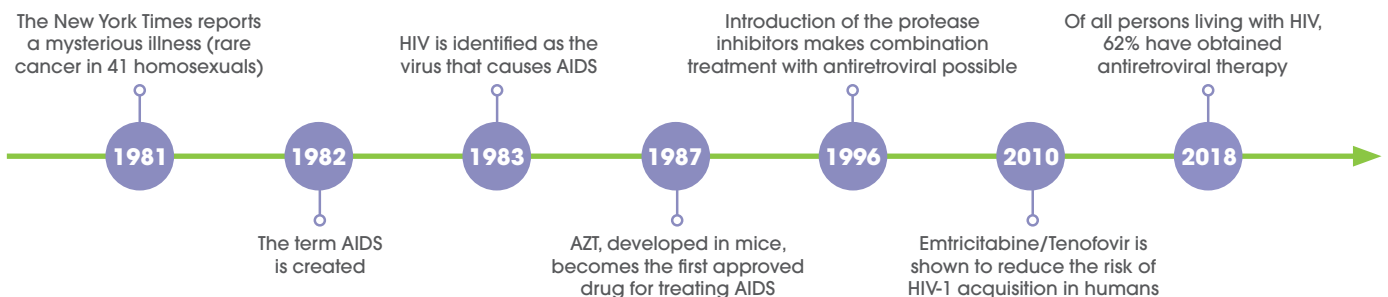 The New York Times reports
a mysterious illness (rare
cancer in 41 homosexuals)
1981
1982
The term AIDS
is created
HIV is identified as the
virus that causes AIDS
1983
1987
AZT, developed in mice,
becomes the first approved
drug for treating AIDS
Introduction of the protease
inhibitors makes combination
treatment with antiretroviral possible
1996
2010
Emtricitabine/Tenofovir is
shown to reduce the risk of
HIV-1 acquisition in humans
Of all persons living with HIV,
62% have obtained
antiretroviral therapy
2018